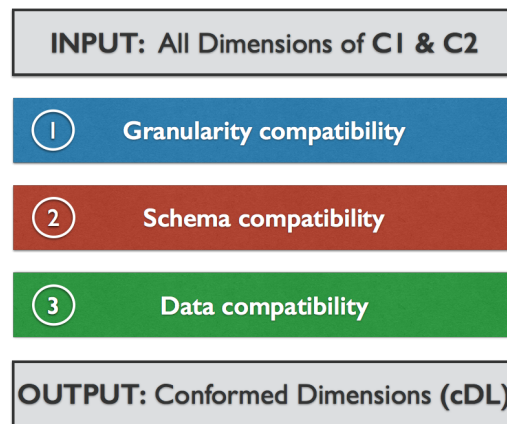 INPUT: All Dimensions of C1 & C2
1 Granularity compatibility
2 Schema compatibility
3 Data compatibility
OUTPUT: Conformed Dimensions (cDL)